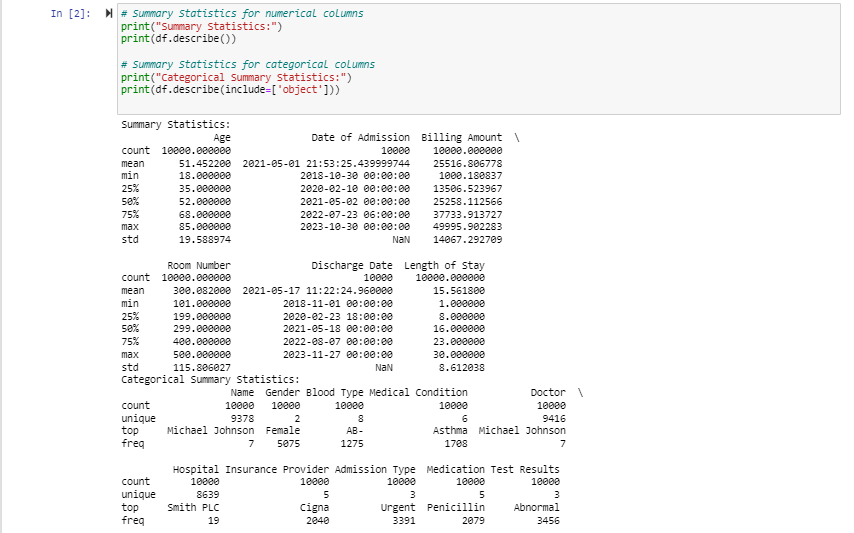 In [2]:
# Summary Statistics for numerical columns
print("Summary Statistics:")
print(df.describe())
# Summary Statistics for categorical columns
print("Categorical Summary Statistics:")
print(df.describe(include=['object']))
Summary Statistics:
Age Date of Admission Billing Amount \
count 10000.000000 10000 10000.000000
mean 51.452200 2021-05-01 21:53:25.439999744 25516.806778
min 18.000000 2018-10-30 00:00:00 1000.180837
25% 35.000000 2020-02-10 00:00:00 13506.523967
50% 52.000000 2021-05-02 00:00:00 25258.112566
75% 68.000000 2022-07-23 06:00:00 37733.913727
max 85.000000 2023-10-30 00:00:00 49995.902283
std 19.588974 NaN 14067.292709
Room Number Discharge Date Length of Stay
count 10000.000000 10000 10000.000000
mean 300.082000 2021-05-17 11:22:24.960000 15.561800
min 101.000000 2018-11-01 00:00:00 1.000000
25% 199.000000 2020-02-23 18:00:00 8.000000
50% 299.000000 2021-05-18 00:00:00 16.000000
75% 400.000000 2022-08-07 00:00:00 23.000000
max 500.000000 2023-11-27 00:00:00 30.000000
std 115.806027 NaN 8.612038
Categorical Summary Statistics:
Name Gender Blood Type Medical Condition Doctor \
count 10000 10000 10000 10000 10000
unique 9378 2 8 6 9416
top Michael Johnson Female AB- Asthma Michael Johnson
freq 7 5075 1275 1708 7
Hospital Insurance Provider Admission Type Medication Test Results
count 10000 10000 10000 10000 10000
unique 8639 5 3 5 3
top Smith PLC Cigna Urgent Penicillin Abnormal
freq 19 2040 3391 2079 3456